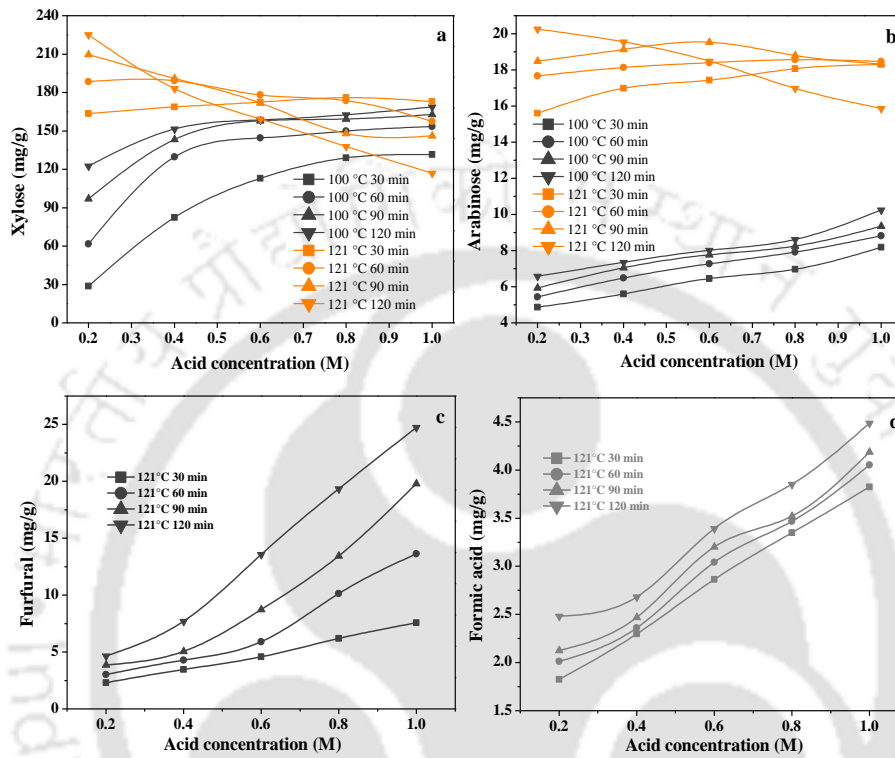 a
Xylose (mg/g)
240
210
180
150
120
90
60
30
0
100 °C 30 min
100 °C 60 min
100 °C 90 min
100 °C 120 min
121 °C 30 min
121 °C 60 min
121 °C 90 min
121 °C 120 min
0.2 0.3 0.4 0.5 0.6 0.7 0.8 0.9 1.0
Acid concentration (M)
b
Arabinose (mg/g)
20
18
16
14
12
10
8
6
4
100 °C 30 min
100 °C 60 min
100 °C 90 min
100 °C 120 min
121 °C 30 min
121 °C 60 min
121 °C 90 min
121 °C 120 min
0.2 0.3 0.4 0.5 0.6 0.7 0.8 0.9 1.0
Acid concentration (M)
c
Furfural (mg/g)
25
20
15
10
5
0
121°C 30 min
121°C 60 min
121°C 90 min
121°C 120 min
0.2 0.4 0.6 0.8 1.0
Acid concentration (M)
d
Formic acid (mg/g)
4.5
4.0
3.5
3.0
2.5
2.0
1.5
121°C 30 min
121°C 60 min
121°C 90 min
121°C 120 min
0.2 0.4 0.6 0.8 1.0
Acid concentration (M)